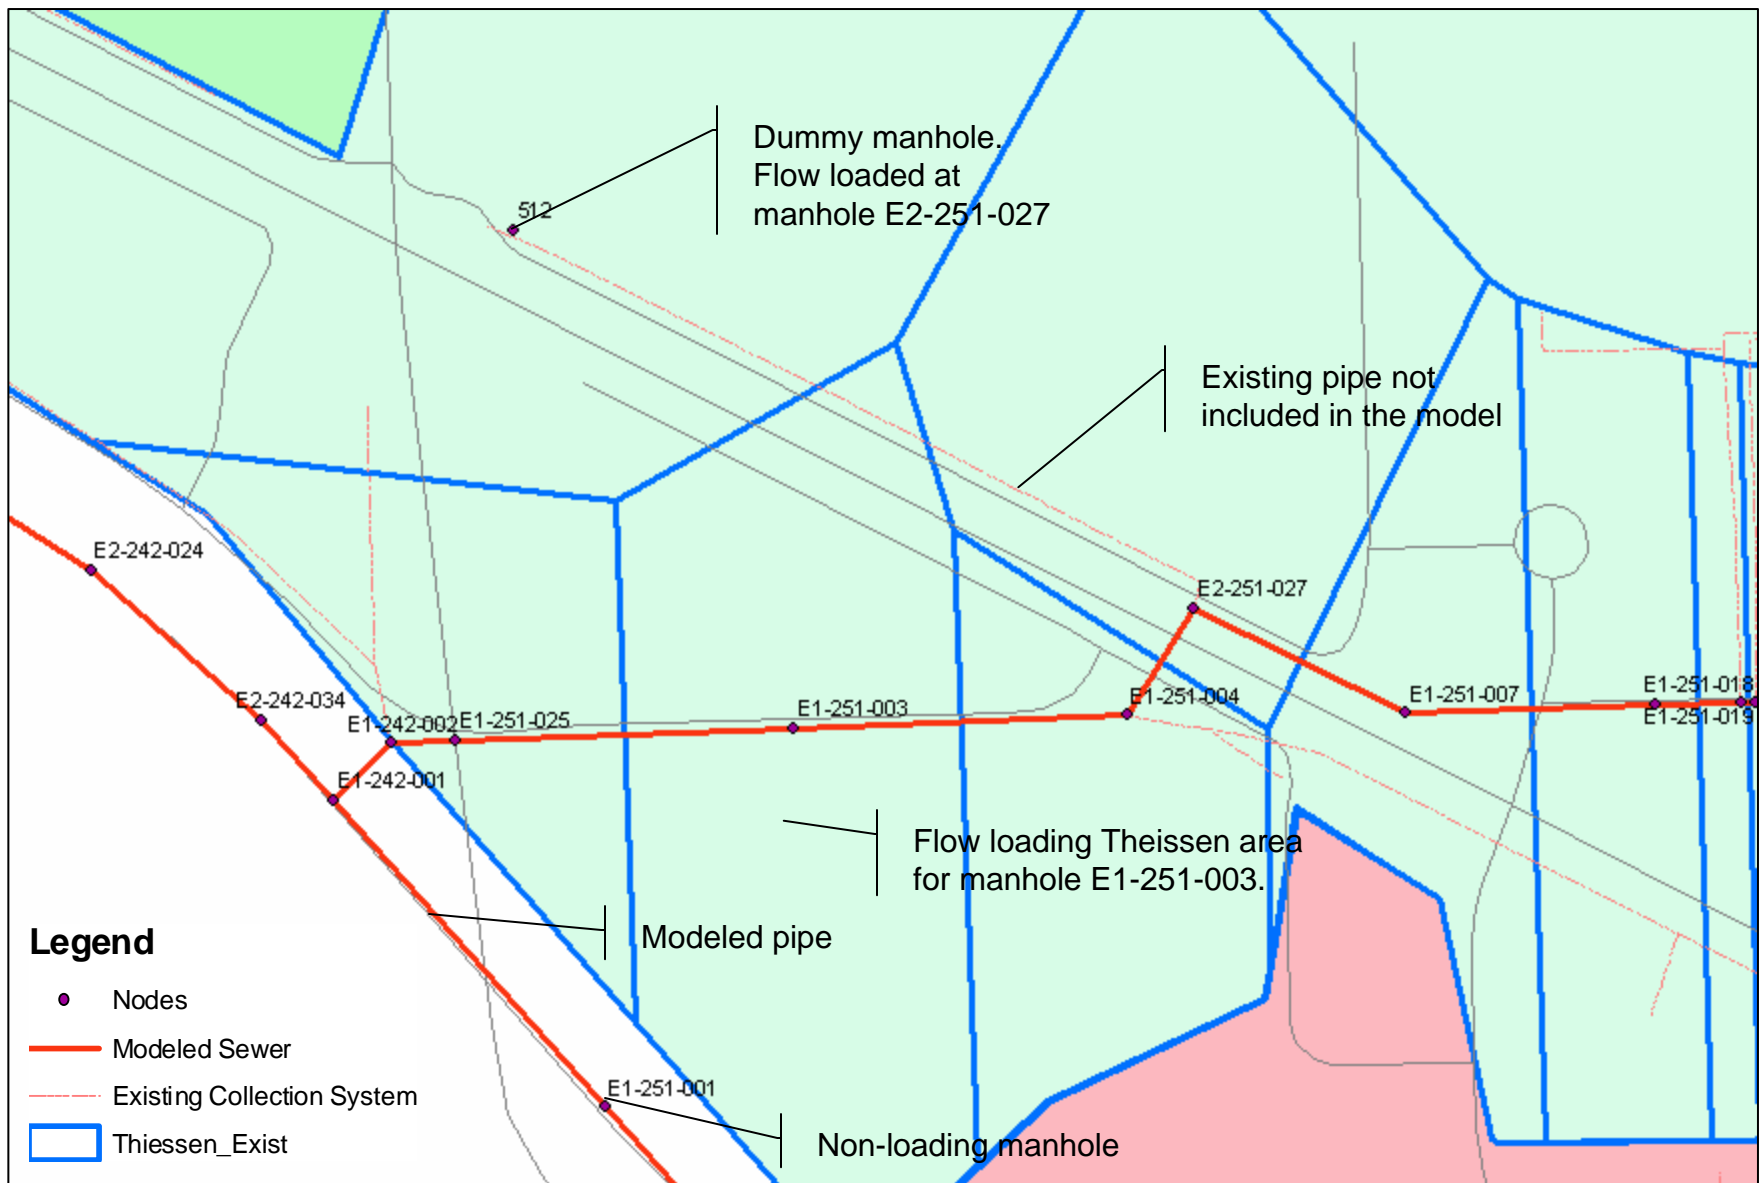 Dummy manhole.
Flow loaded at
manhole E2-251-027
512
Existing pipe not
included in the model
E2-242-024
E2-251-027
E2-242-034
E1-242-002
E1-251-025
E1-251-003
E1-251-004
E1-251-007
E1-251-018
E1-251-019
E1-242-001
Flow loading Theissen area
for manhole E1-251-003.
Modeled pipe
Legend
Nodes
Modeled Sewer
Existing Collection System
Thiessen_Exist
E1-251-001
Non-loading manhole